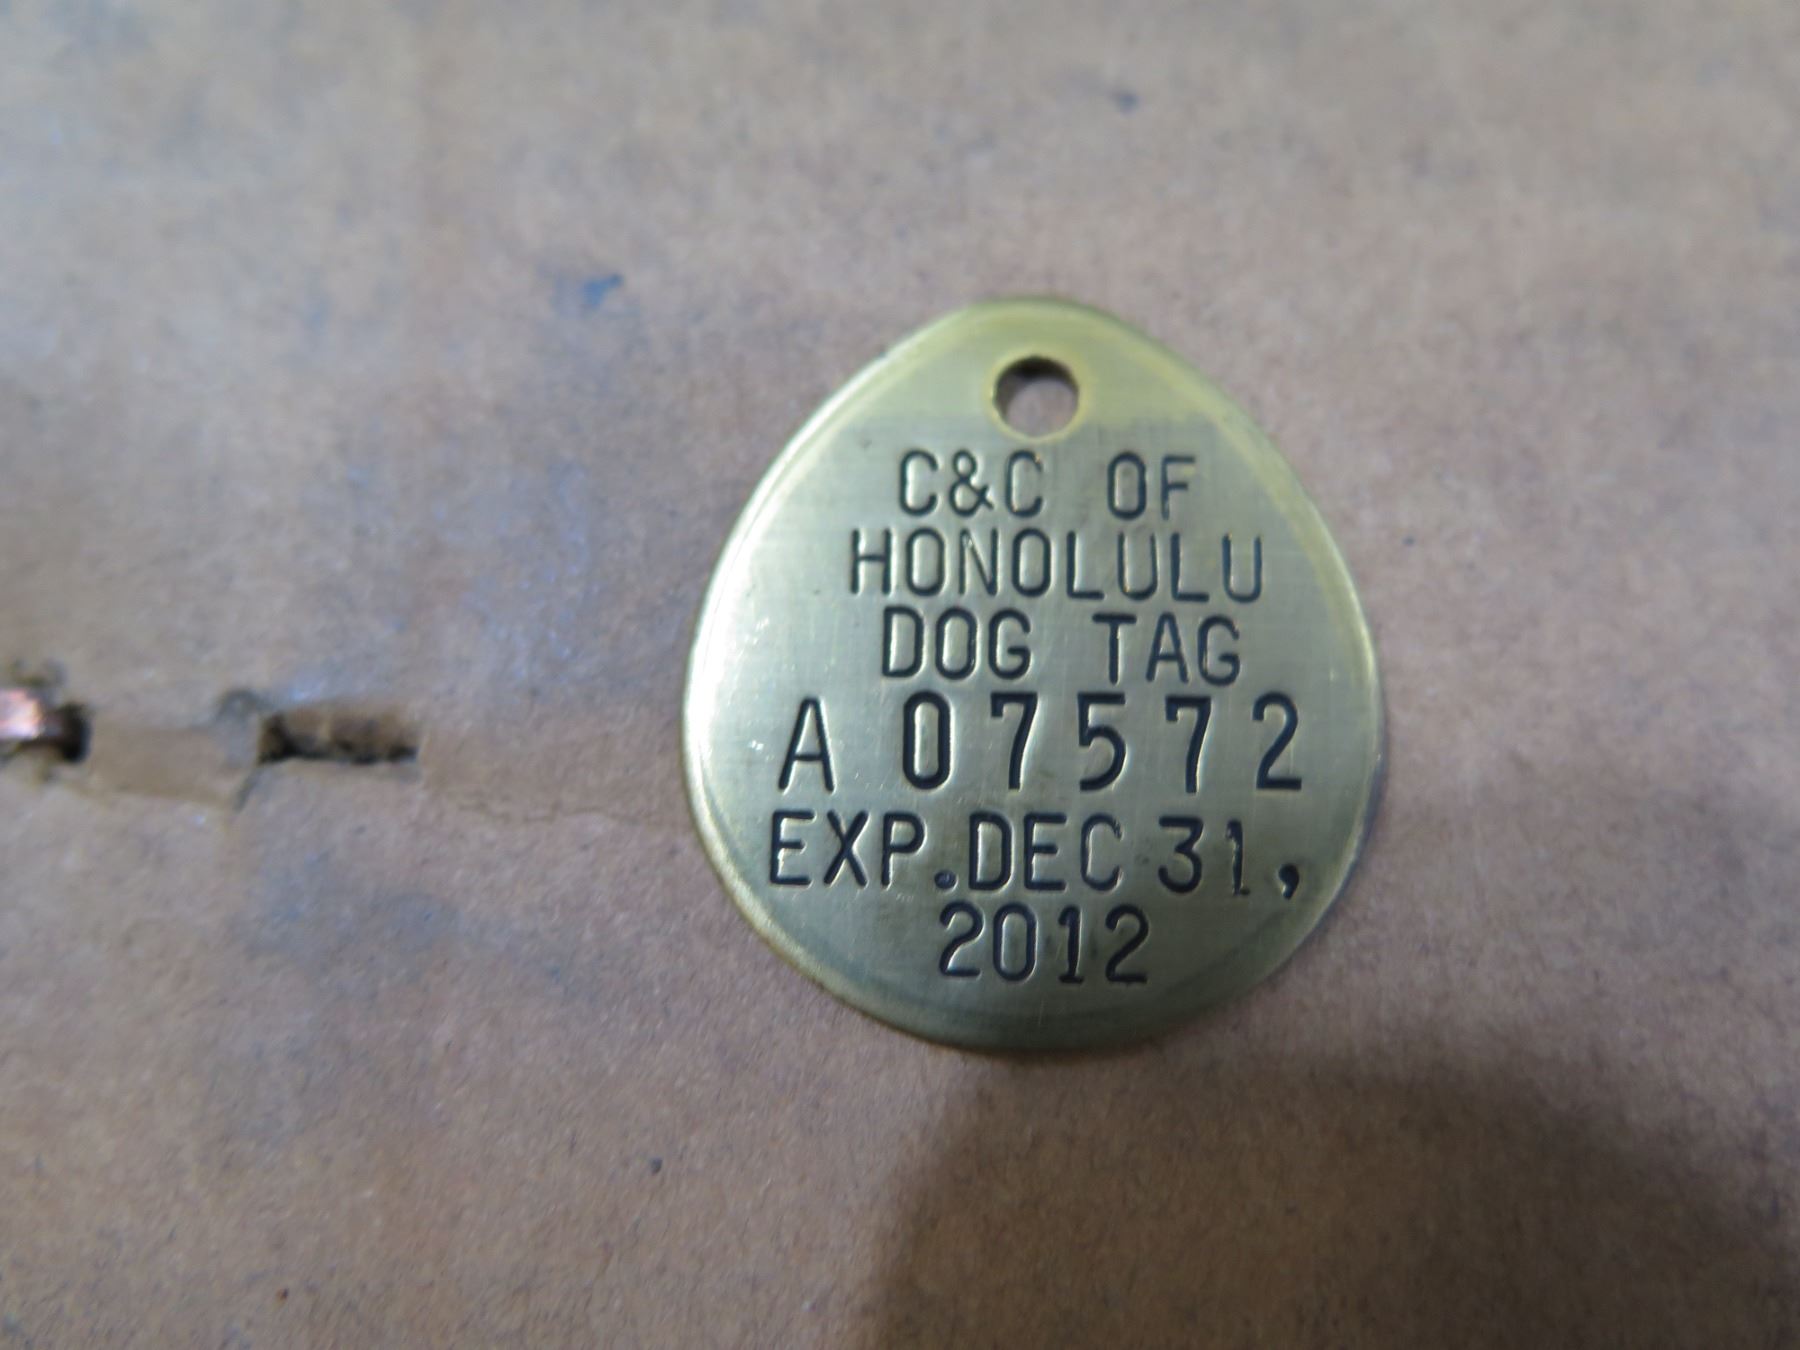 C&C OF
HONOLULU
DOG TAG
A 07572
EXP.DEC 31,
2012